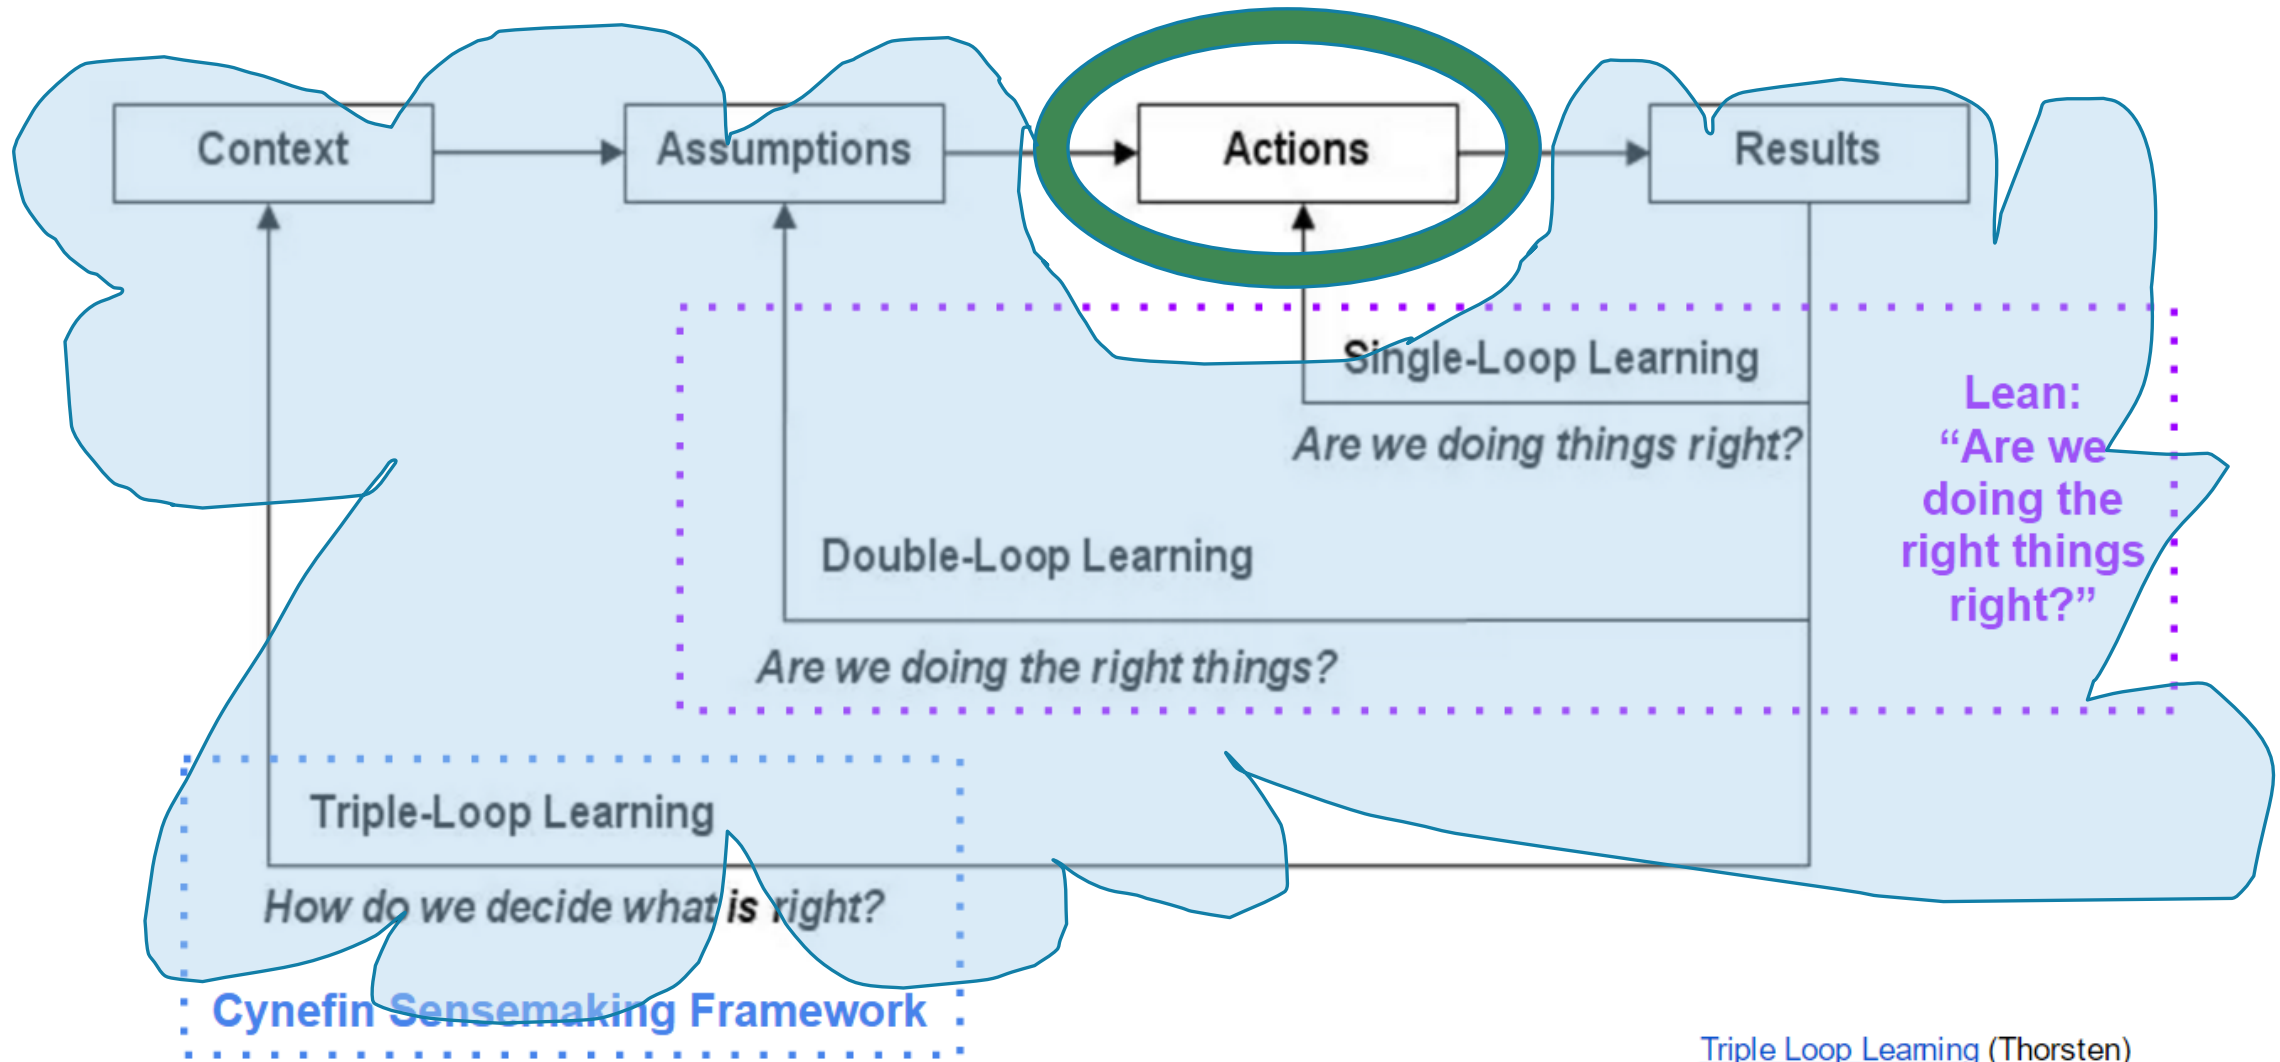 Context
Assumptions
Actions
Results
Single-Loop Learning
Are we doing things right?
Lean:
“Are we
doing the
right things
right?”
Double-Loop Learning
Are we doing the right things?
Triple-Loop Learning
How do we decide what is right?
Cynefin Sensemaking Framework
Triple Loop Learning (Thorsten)